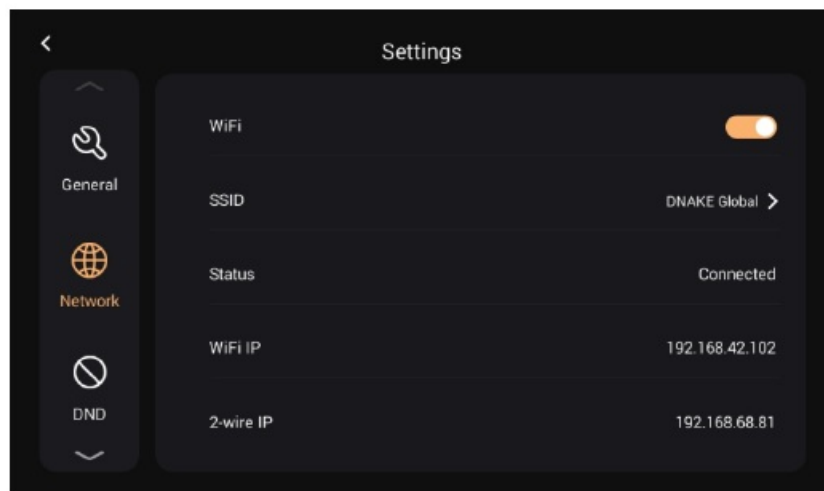 Settings
General
Network
DND
WiFi
SSID DNAKE Global
Status Connected
WiFi IP 192.168.42.102
2-wire IP 192.168.68.81